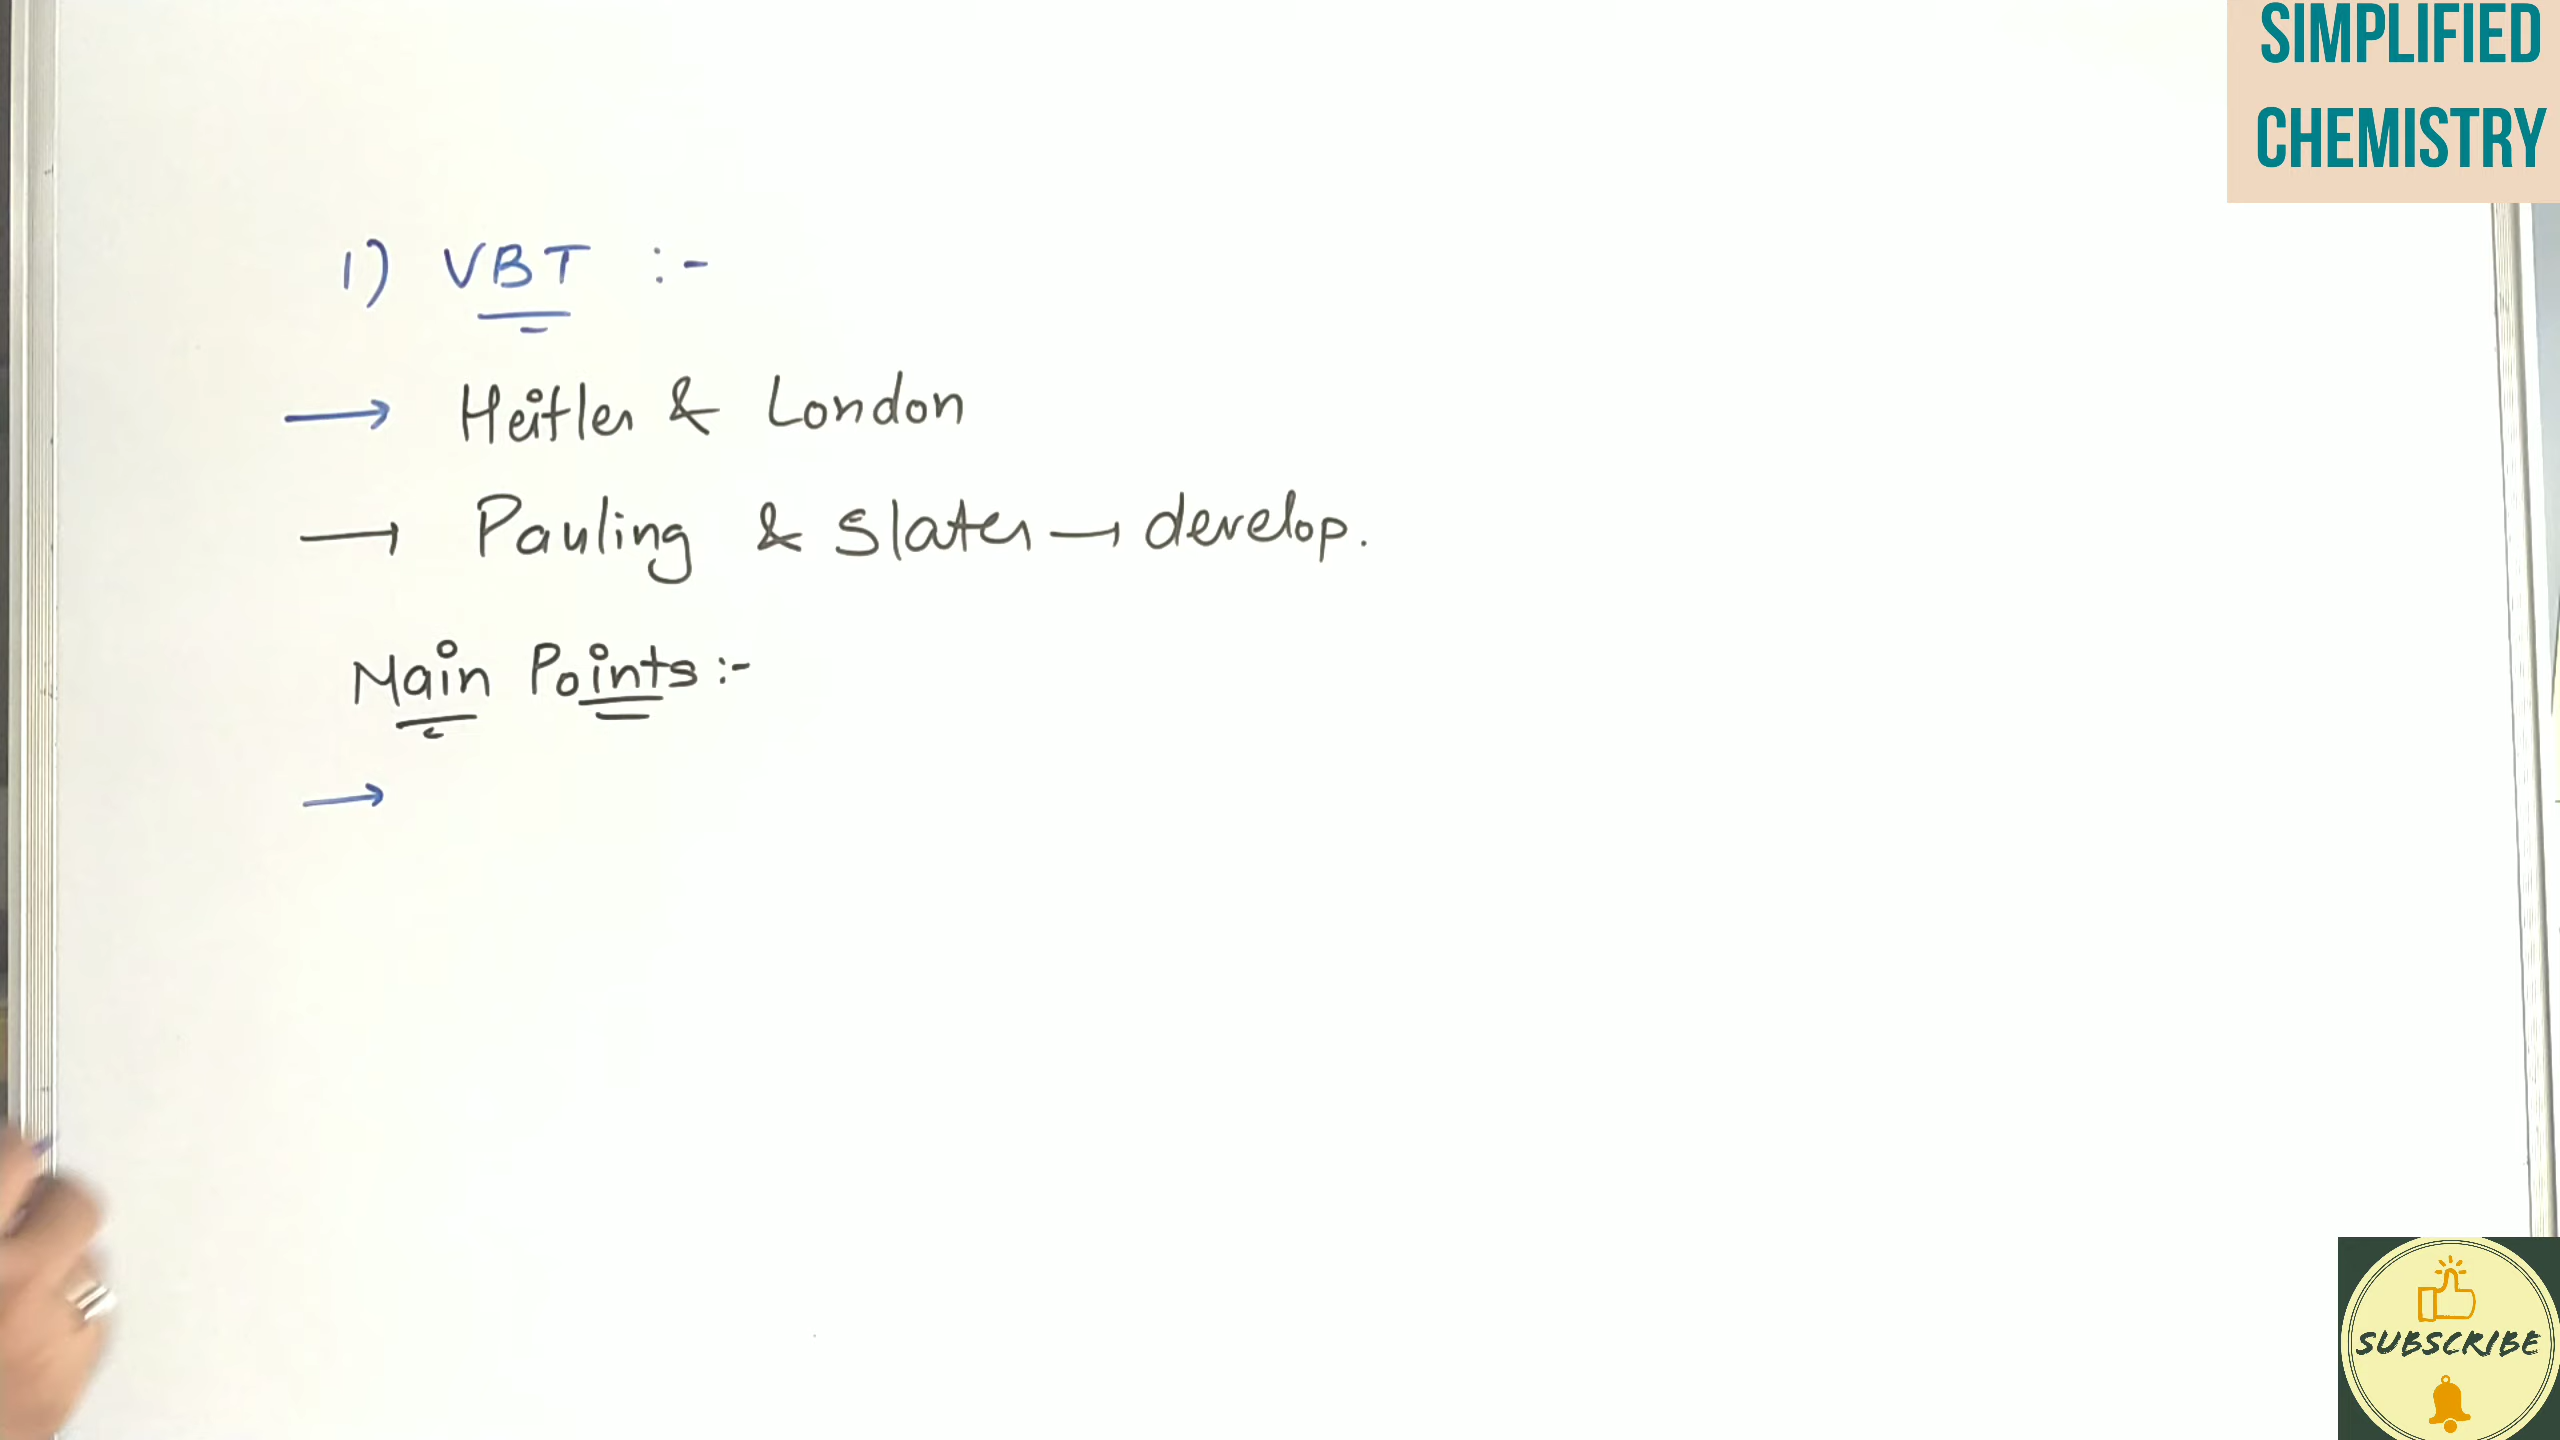 SIMPLIFIED
CHEMISTRY
1) VBT :-
→ Heitler & London
→ Pauling & Slater → develop.
Main Points :-
→
SUBSCRIBE